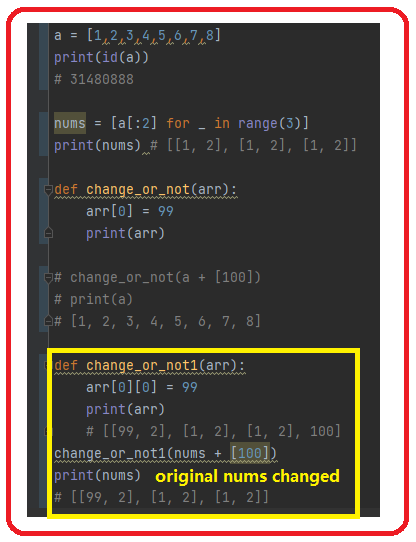 a = [1,2,3,4,5,6,7,8]
print(id(a))
# 31480888
nums = [a[:2] for _ in range(3)]
print(nums) # [[1, 2], [1, 2], [1, 2]]
def change_or_not(arr):
    arr[0] = 99
    print(arr)
# change_or_not(a + [100])
# print(a)
# [1, 2, 3, 4, 5, 6, 7, 8]
def change_or_not1(arr):
    arr[0][0] = 99
    print(arr)
    # [[99, 2], [1, 2], [1, 2], 100]
change_or_not1(nums + [100])
print(nums) original nums changed
# [[99, 2], [1, 2], [1, 2]]